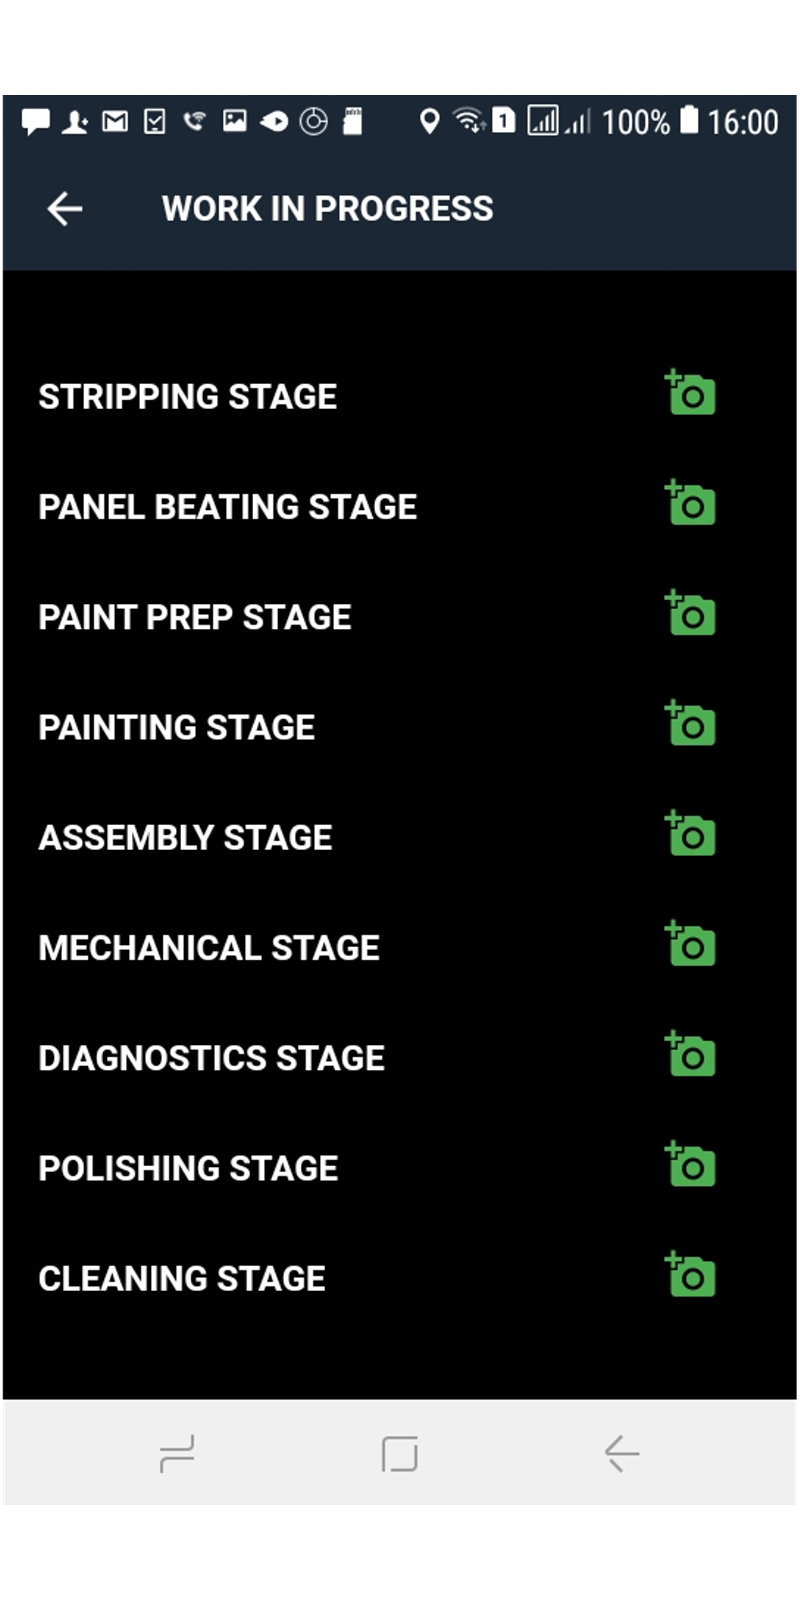 1 100% 16:00
WORK IN PROGRESS
STRIPPING STAGE
PANEL BEATING STAGE
PAINT PREP STAGE
PAINTING STAGE
ASSEMBLY STAGE
MECHANICAL STAGE
DIAGNOSTICS STAGE
POLISHING STAGE
CLEANING STAGE